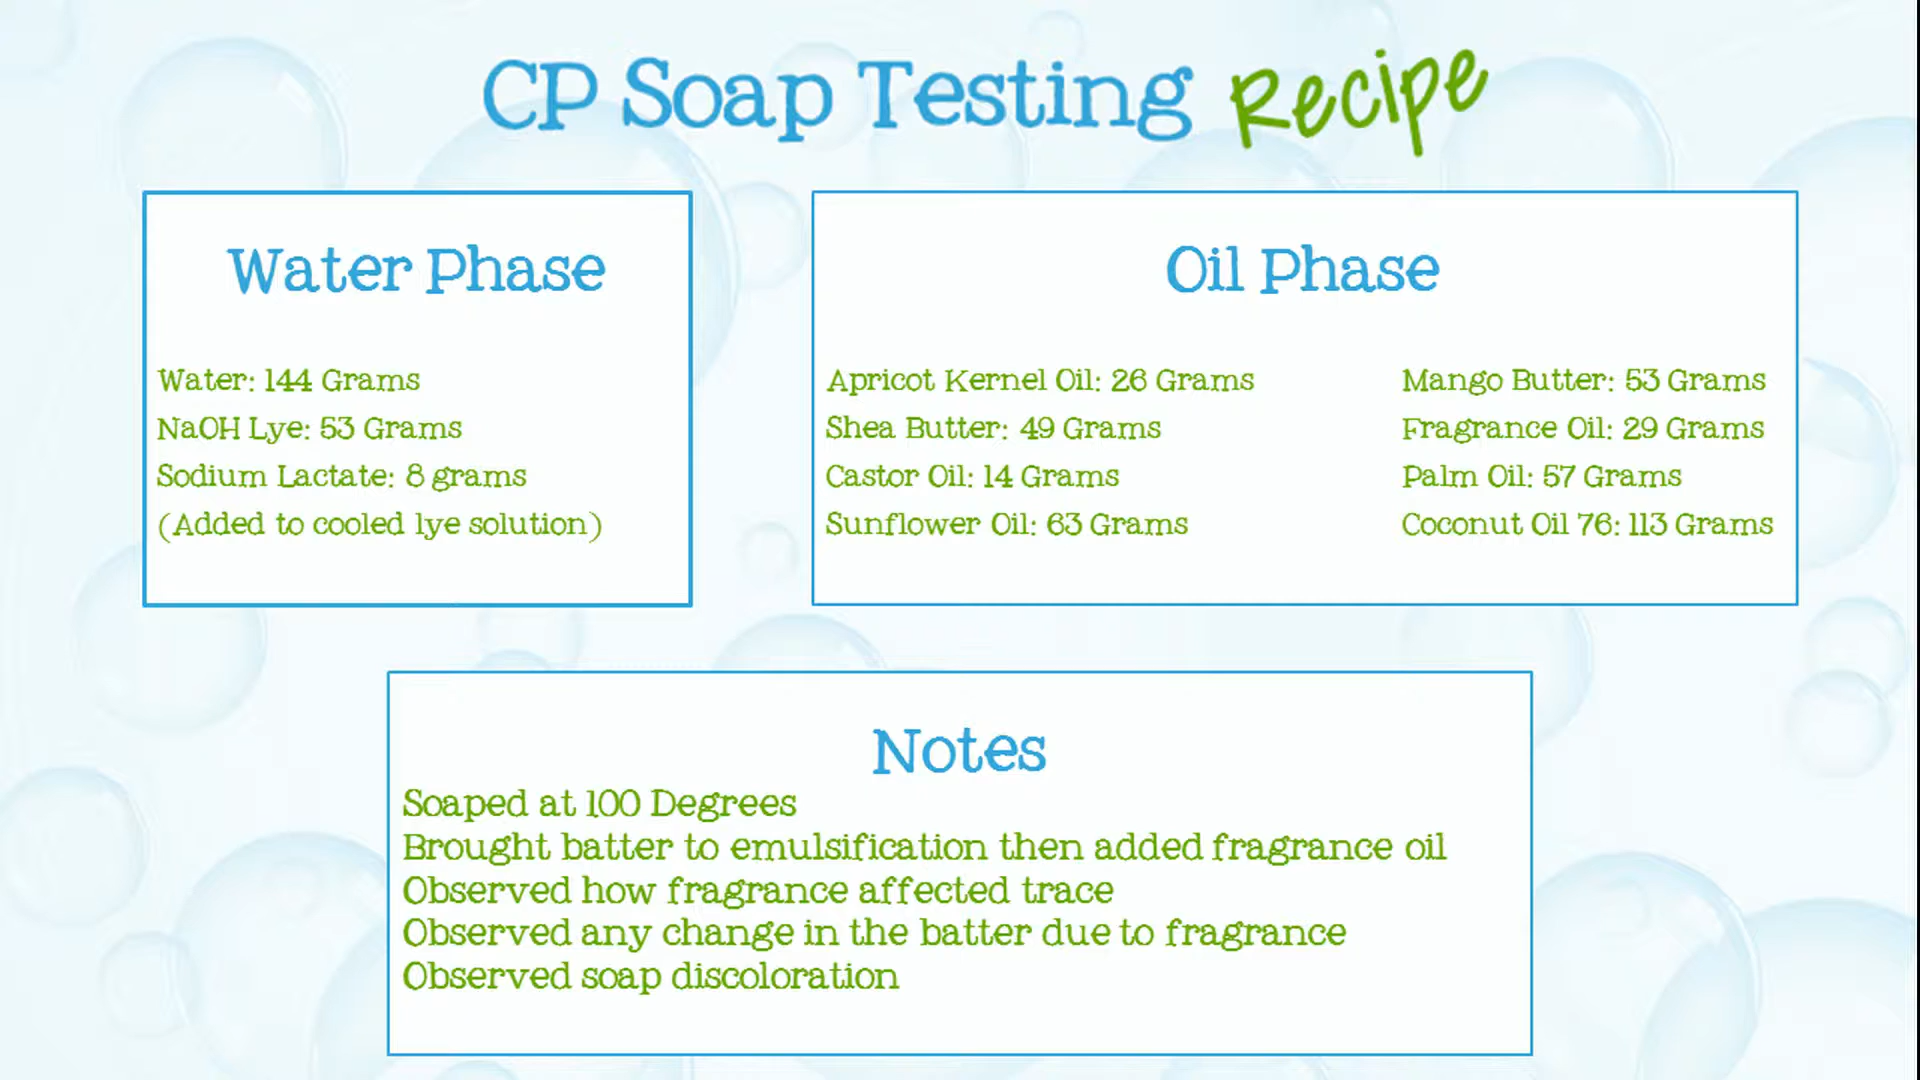 CP Soap Testing Recipe
Water Phase
Water: 144 Grams
NaOH Lye: 53 Grams
Sodium Lactate: 8 grams
(Added to cooled lye solution)
Oil Phase
Apricot Kernel Oil: 26 Grams
Shea Butter: 49 Grams
Castor Oil: 14 Grams
Sunflower Oil: 63 Grams
Mango Butter: 53 Grams
Fragrance Oil: 29 Grams
Palm Oil: 57 Grams
Coconut Oil 76: 113 Grams
Notes
Soaped at 100 Degrees
Brought batter to emulsification then added fragrance oil
Observed how fragrance affected trace
Observed any change in the batter due to fragrance
Observed soap discoloration